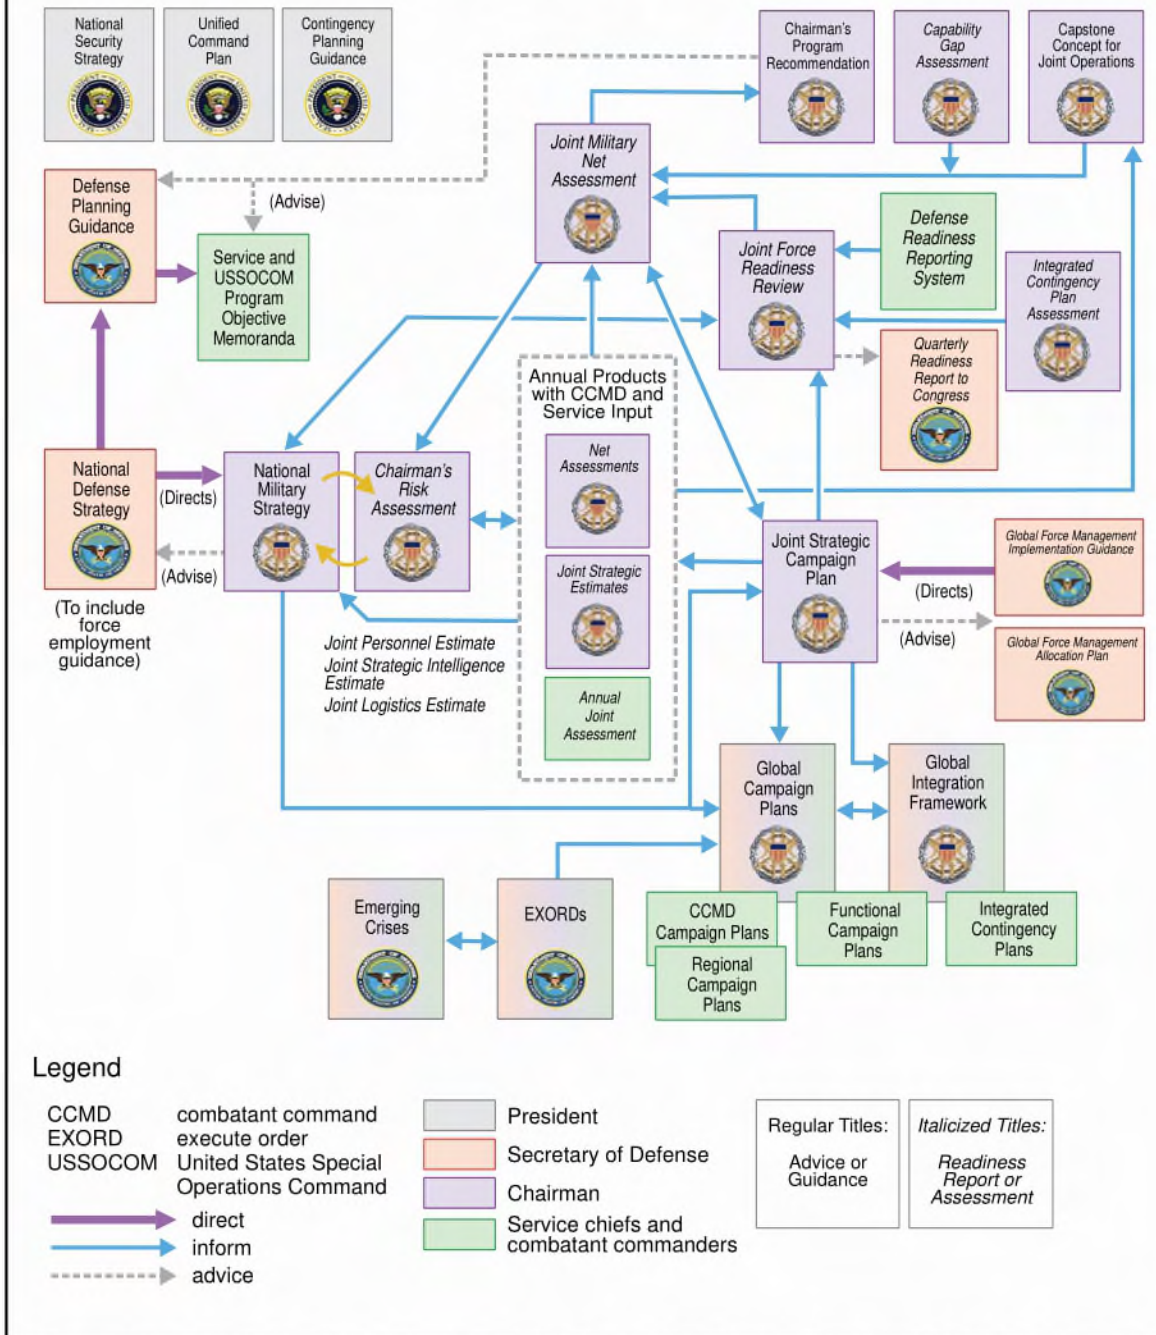 National
Security
Strategy
Unified
Command
Plan
Contingency
Planning
Guidance
Chairman's
Program
Recommendation
Capability
Gap
Assessment
Capstone
Concept for
Joint Operations
Joint Military
Net
Assessment
Defense
Planning
Guidance
(Advise)
Service and
USSOCOM
Program
Objective
Memoranda
Joint Force
Readiness
Review
Defense
Readiness
Reporting
System
Integrated
Contingency
Plan
Assessment
Quarterly
Readiness
Report to
Congress
Annual Products
with CCMD and
Service Input
Net
Assessments
Joint Strategic
Estimates
Annual
Joint
Assessment
National
Defense
Strategy
(Directs)
(Advise)
(To include
force
employment
guidance)
National
Military
Strategy
Chairman's
Risk
Assessment
Joint Personnel Estimate
Joint Strategic Intelligence
Estimate
Joint Logistics Estimate
Joint Strategic
Campaign
Plan
(Directs)
(Advise)
Global Force Management
Implementation Guidance
Global Force Management
Allocation Plan
Global
Campaign
Plans
Global
Integration
Framework
Emerging
Crises
EXORDs
CCMD
Campaign Plans
Regional
Campaign
Plans
Functional
Campaign
Plans
Integrated
Contingency
Plans
Legend
CCMD combatant command
EXORD execute order
USSOCOM United States Special
Operations Command
direct
inform
advice
President
Secretary of Defense
Chairman
Service chiefs and
combatant commanders
Regular Titles:
Advice or
Guidance
Italicized Titles:
Readiness
Report or
Assessment